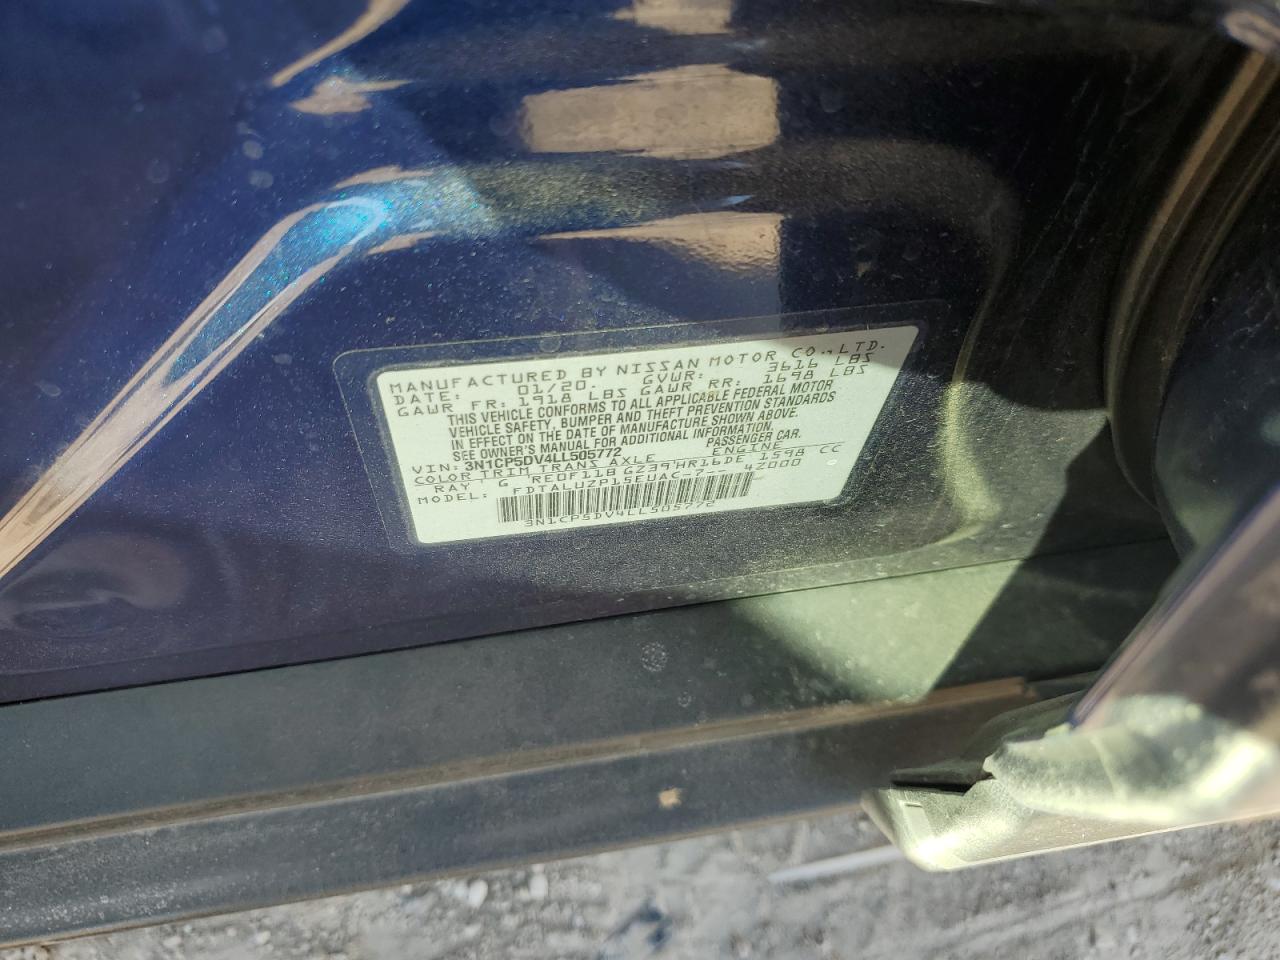 MANUFACTURED BY NISSAN MOTOR CO.,LTD.
DATE: 01/20. GVWR: 3616 LBS
GAWR FR: 1918 LBS GAWR RR: 1698 LBS
THIS VEHICLE CONFORMS TO ALL APPLICABLE FEDERAL MOTOR
VEHICLE SAFETY, BUMPER AND THEFT PREVENTION STANDARDS
IN EFFECT ON THE DATE OF MANUFACTURE SHOWN ABOVE.
SEE OWNER'S MANUAL FOR ADDITIONAL INFORMATION.
VIN: 3N1CP5DV4LL505772 PASSENGER CAR.
COLOR TRIM TRANS AXLE ENGINE
RAY G RE0F11B GZ39 HR16DE 1598 CC
MODEL: FDTALUZP15EUAC-7-- 42000
3N1CP5DV4LL505772